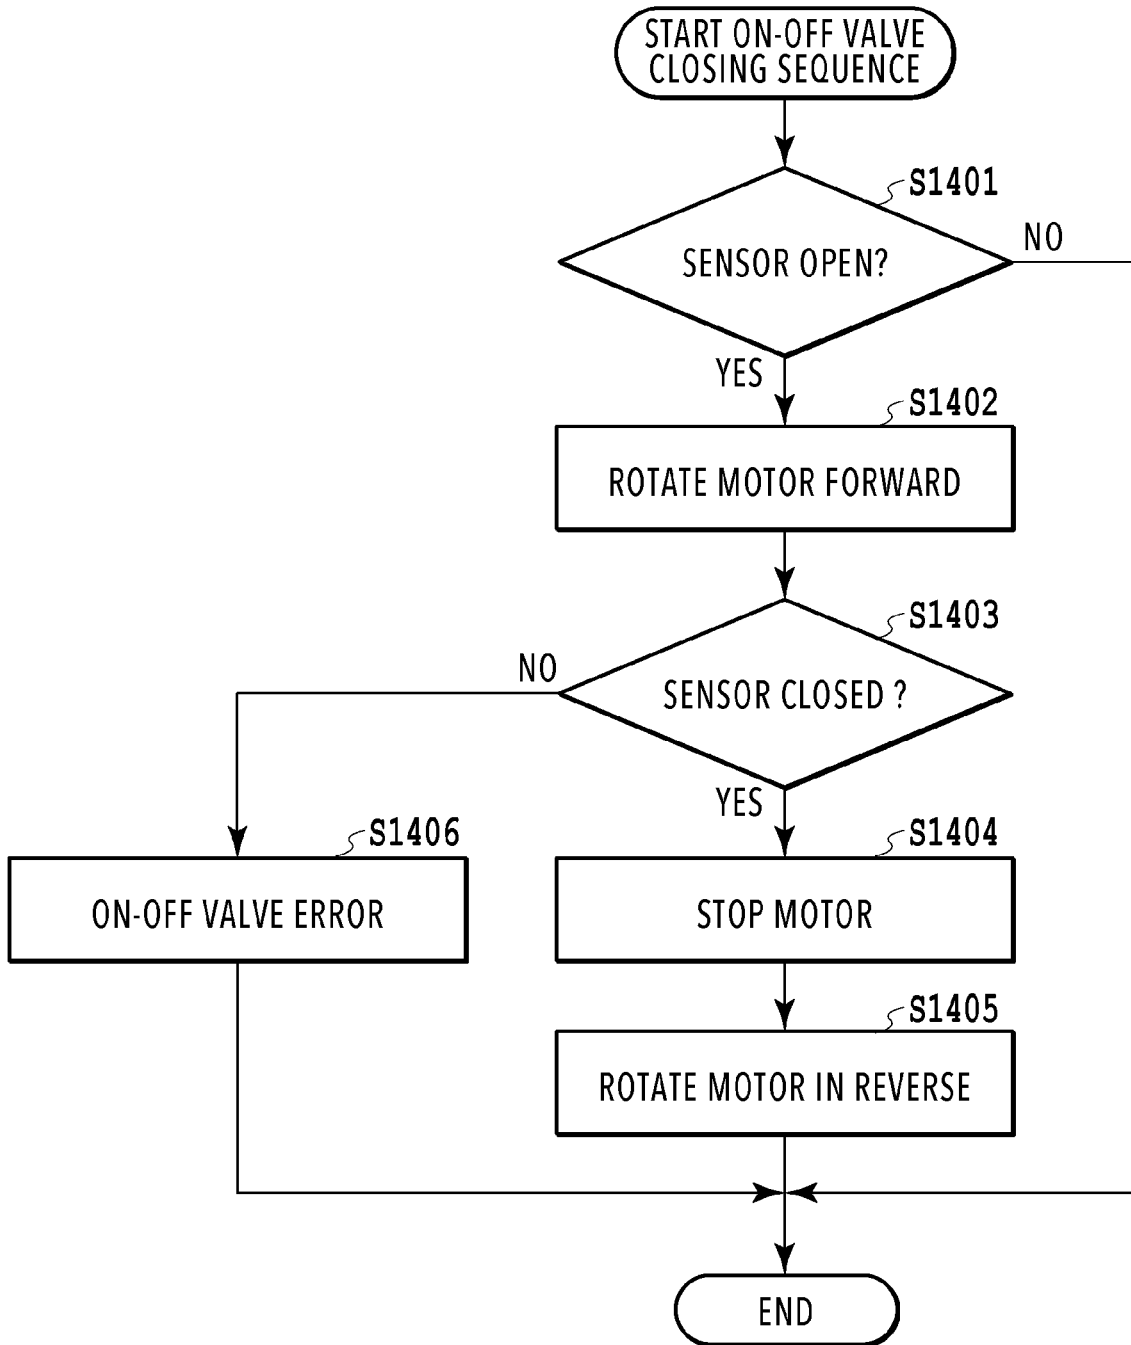 START ON-OFF VALVE
CLOSING SEQUENCE
S1401
SENSOR OPEN?
NO
YES
S1402
ROTATE MOTOR FORWARD
S1403
SENSOR CLOSED ?
NO
YES
S1406
ON-OFF VALVE ERROR
S1404
STOP MOTOR
S1405
ROTATE MOTOR IN REVERSE
END